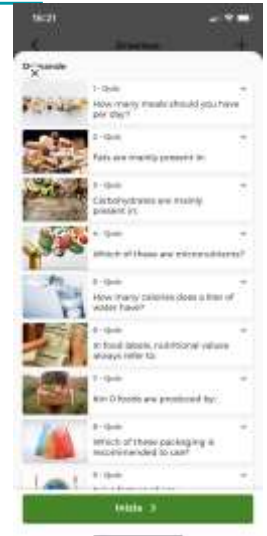 16:21
Domande
1 - Quiz
How many meals should you have
per day?
2 - Quiz
Fats are mainly present in:
3 - Quiz
Carbohydrates are mainly
present in:
4 - Quiz
Which of these are micronutrients?
5 - Quiz
How many calories does a liter of
water have?
6 - Quiz
In food labels, nutritional values
always refer to:
7 - Quiz
Km 0 foods are produced by:
8 - Quiz
Which of these packaging is
recommended to use?
9 - Quiz
Inizia